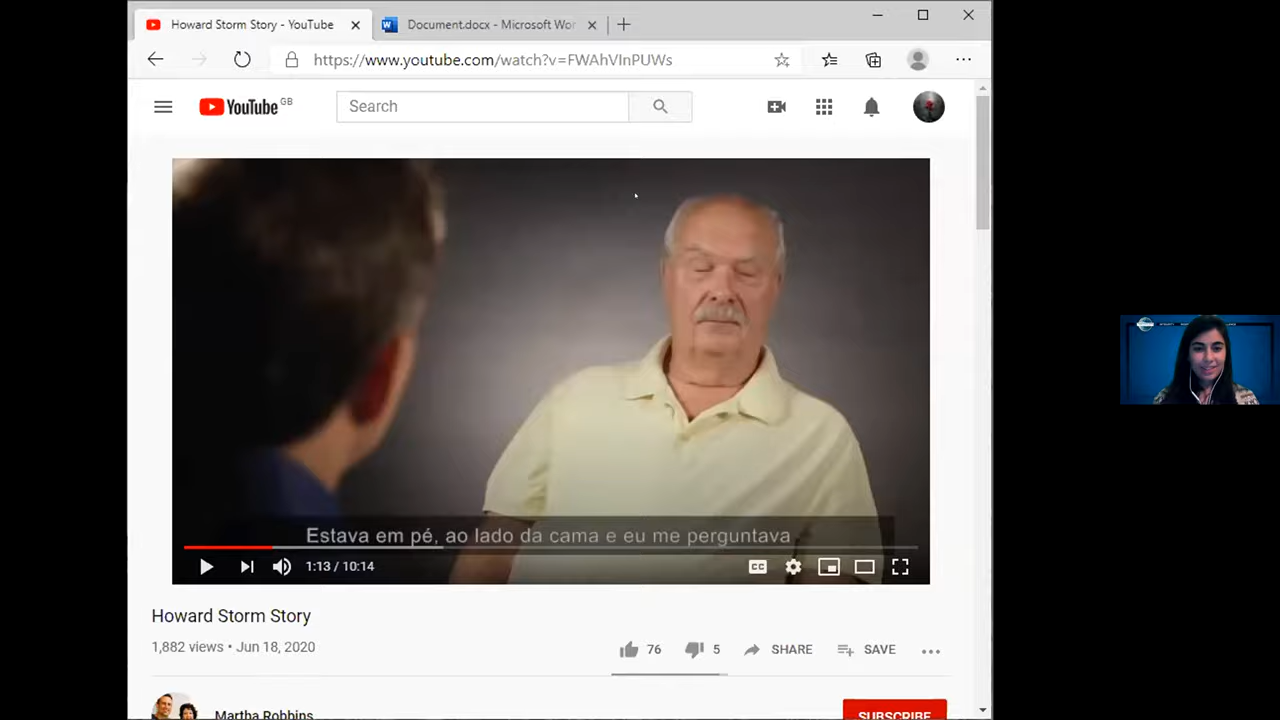 Howard Storm Story - YouTube
Document.docx - Microsoft Wor
https://www.youtube.com/watch?v=FWAhVInPUWs
YouTube GB
Search
Estava em pé, ao lado da cama e eu me perguntava
1:13 / 10:14
CC
Howard Storm Story
1,882 views • Jun 18, 2020
76
5
SHARE
SAVE
Martha Robbins
SUBSCRIBE